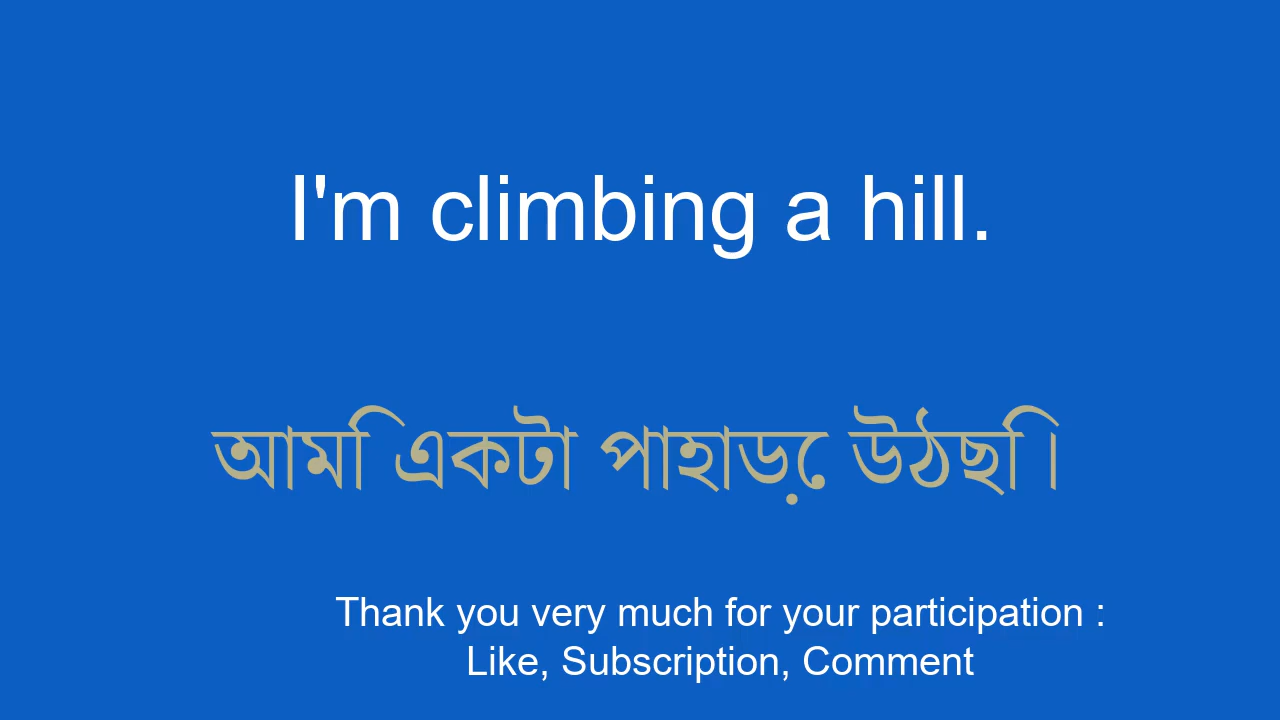 I'm climbing a hill.
আমি একটা পাহাড়ে উঠছি।
Thank you very much for your participation :
Like, Subscription, Comment